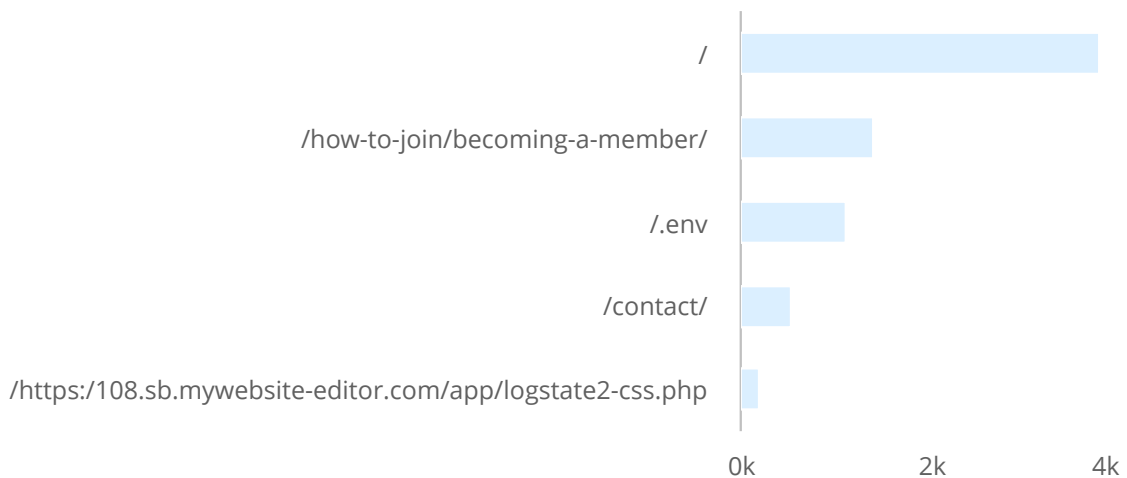 /
/how-to-join/becoming-a-member/
/.env
/contact/
/https:/108.sb.mywebsite-editor.com/app/logstate2-css.php
0k 2k 4k